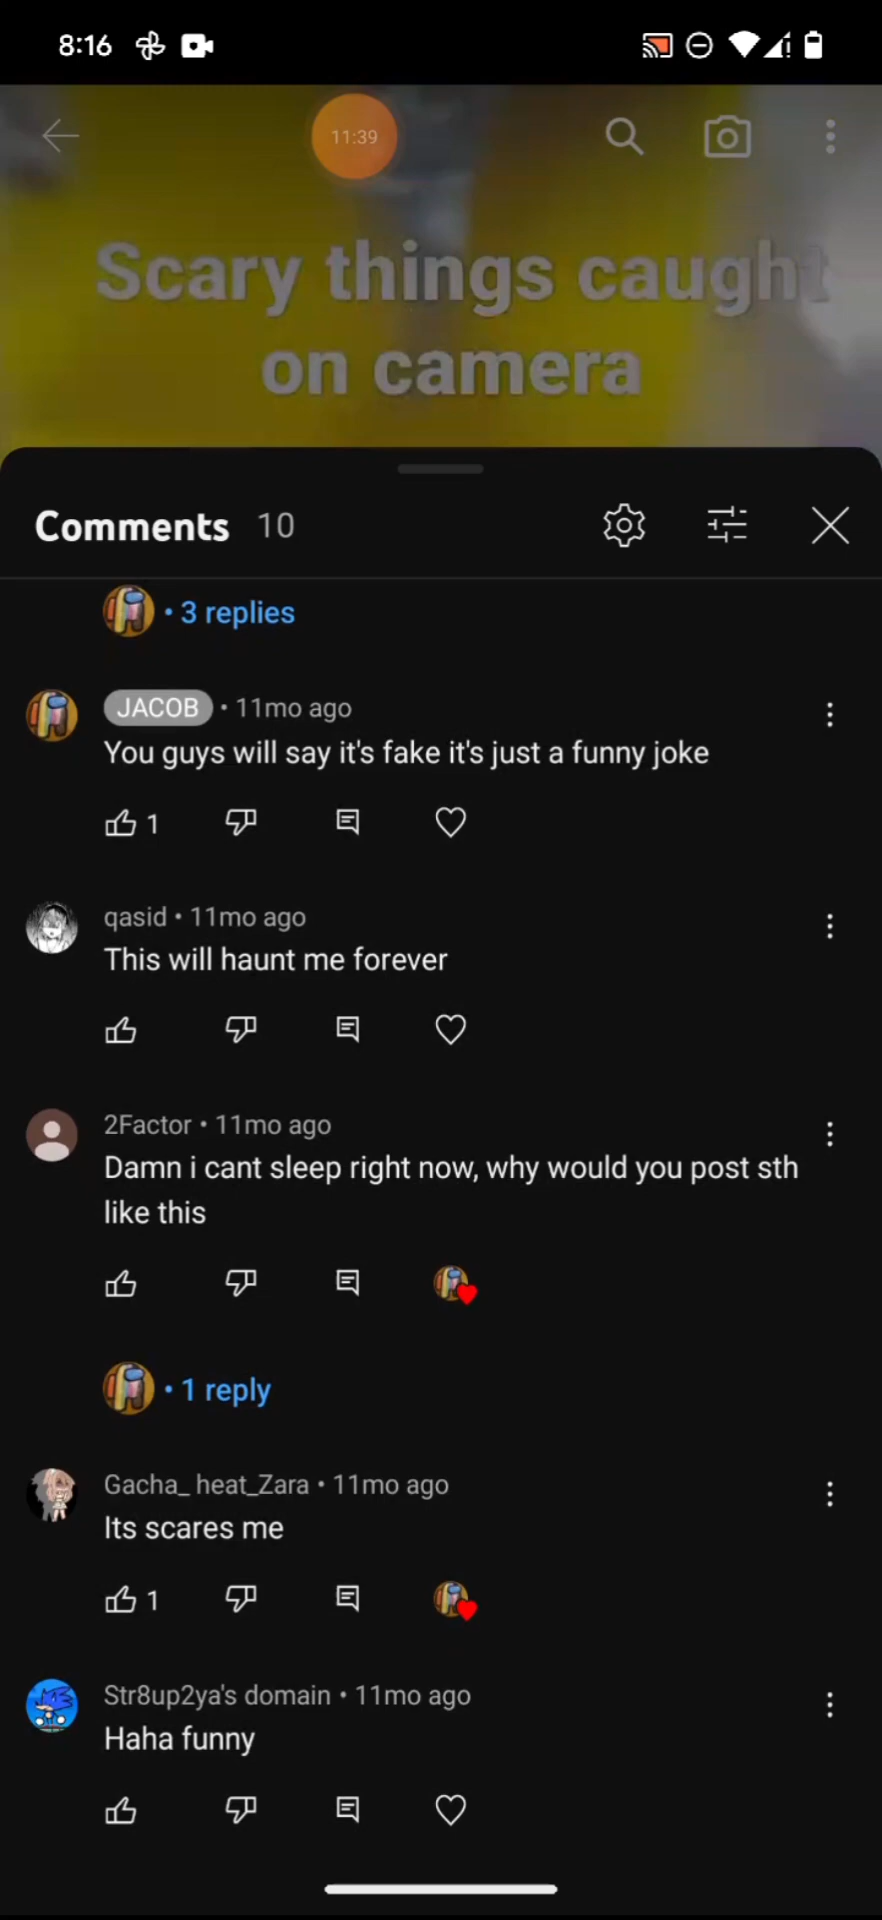 8:16
11:39
Scary things caught
on camera
Comments 10
• 3 replies
JACOB • 11mo ago
You guys will say it's fake it's just a funny joke
1
qasid • 11mo ago
This will haunt me forever
2Factor • 11mo ago
Damn i cant sleep right now, why would you post sth
like this
• 1 reply
Gacha_ heat_Zara • 11mo ago
Its scares me
1
Str8up2ya's domain • 11mo ago
Haha funny